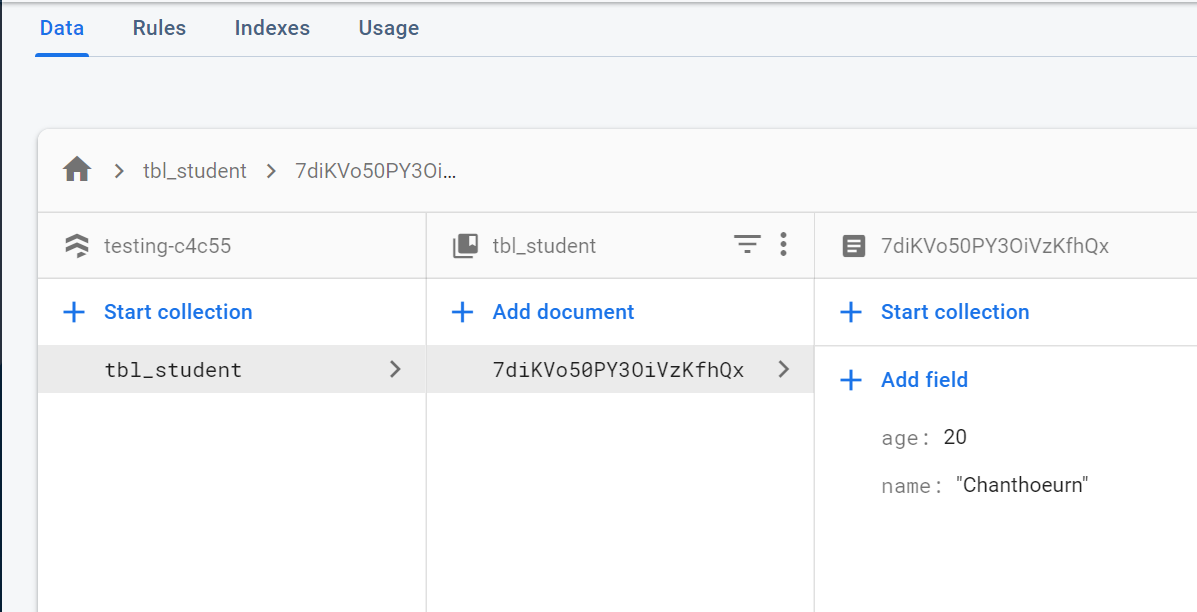 Data Rules Indexes Usage
tbl_student 7diKVo50PY3Oi...
testing-c4c55 tbl_student 7diKVo50PY3OiVzKfhQx
+ Start collection + Add document + Start collection
tbl_student 7diKVo50PY3OiVzKfhQx
+ Add field
age: 20
name: "Chanthoeurn"